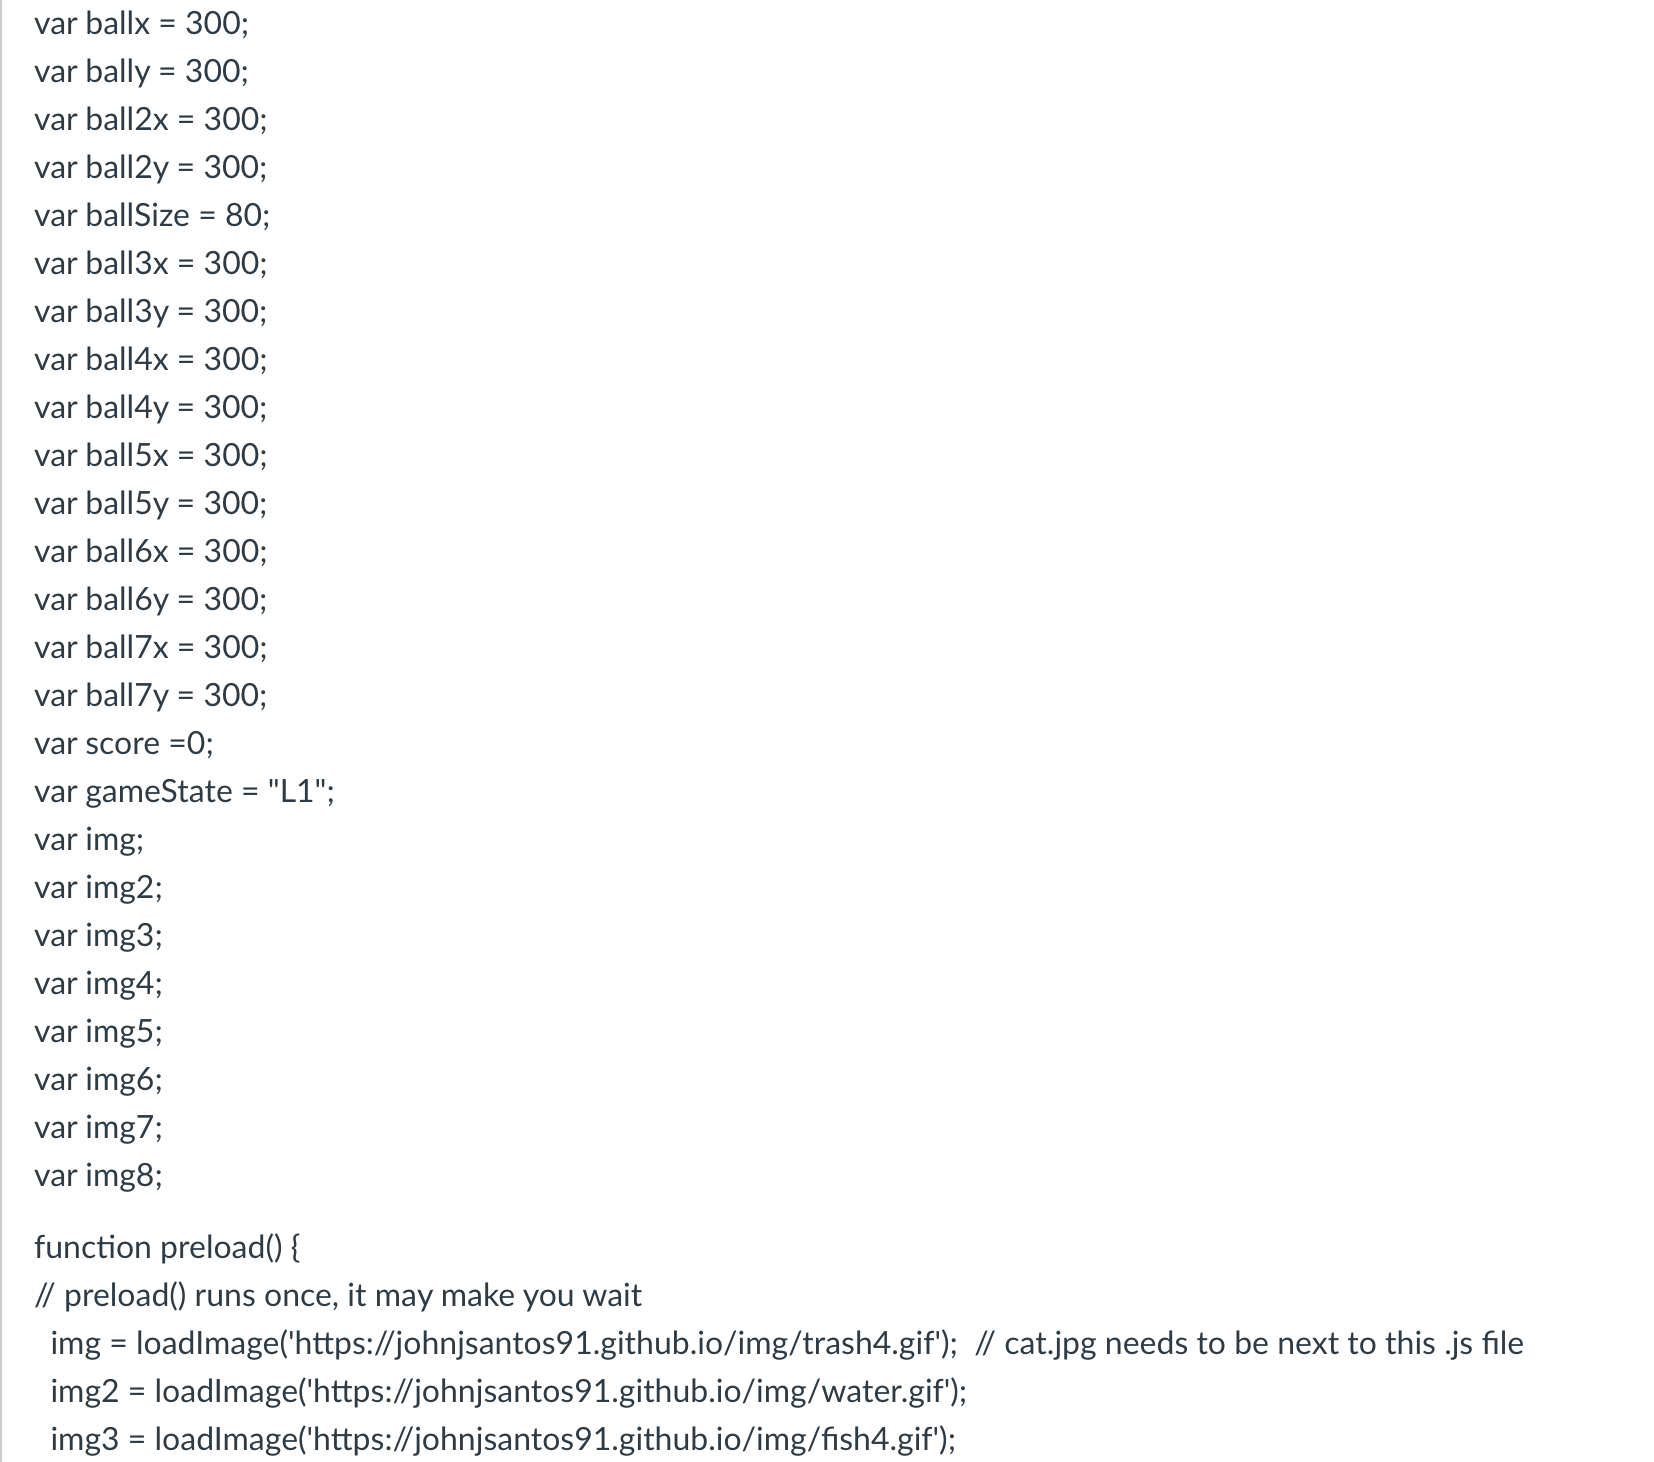 var ballx = 300;
var bally = 300;
var ball2x = 300;
var ball2y = 300;
var ballSize = 80;
var ball3x = 300;
var ball3y = 300;
var ball4x = 300;
var ball4y = 300;
var ball5x = 300;
var ball5y = 300;
var ball6x = 300;
var ball6y = 300;
var ball7x = 300;
var ball7y = 300;
var score =0;
var gameState = "L1";
var img;
var img2;
var img3;
var img4;
var img5;
var img6;
var img7;
var img8;
function preload() {
// preload() runs once, it may make you wait
img = loadImage('https://johnjsantos91.github.io/img/trash4.gif');  // cat.jpg needs to be next to this .js file
img2 = loadImage('https://johnjsantos91.github.io/img/water.gif');
img3 = loadImage('https://johnjsantos91.github.io/img/fish4.gif');